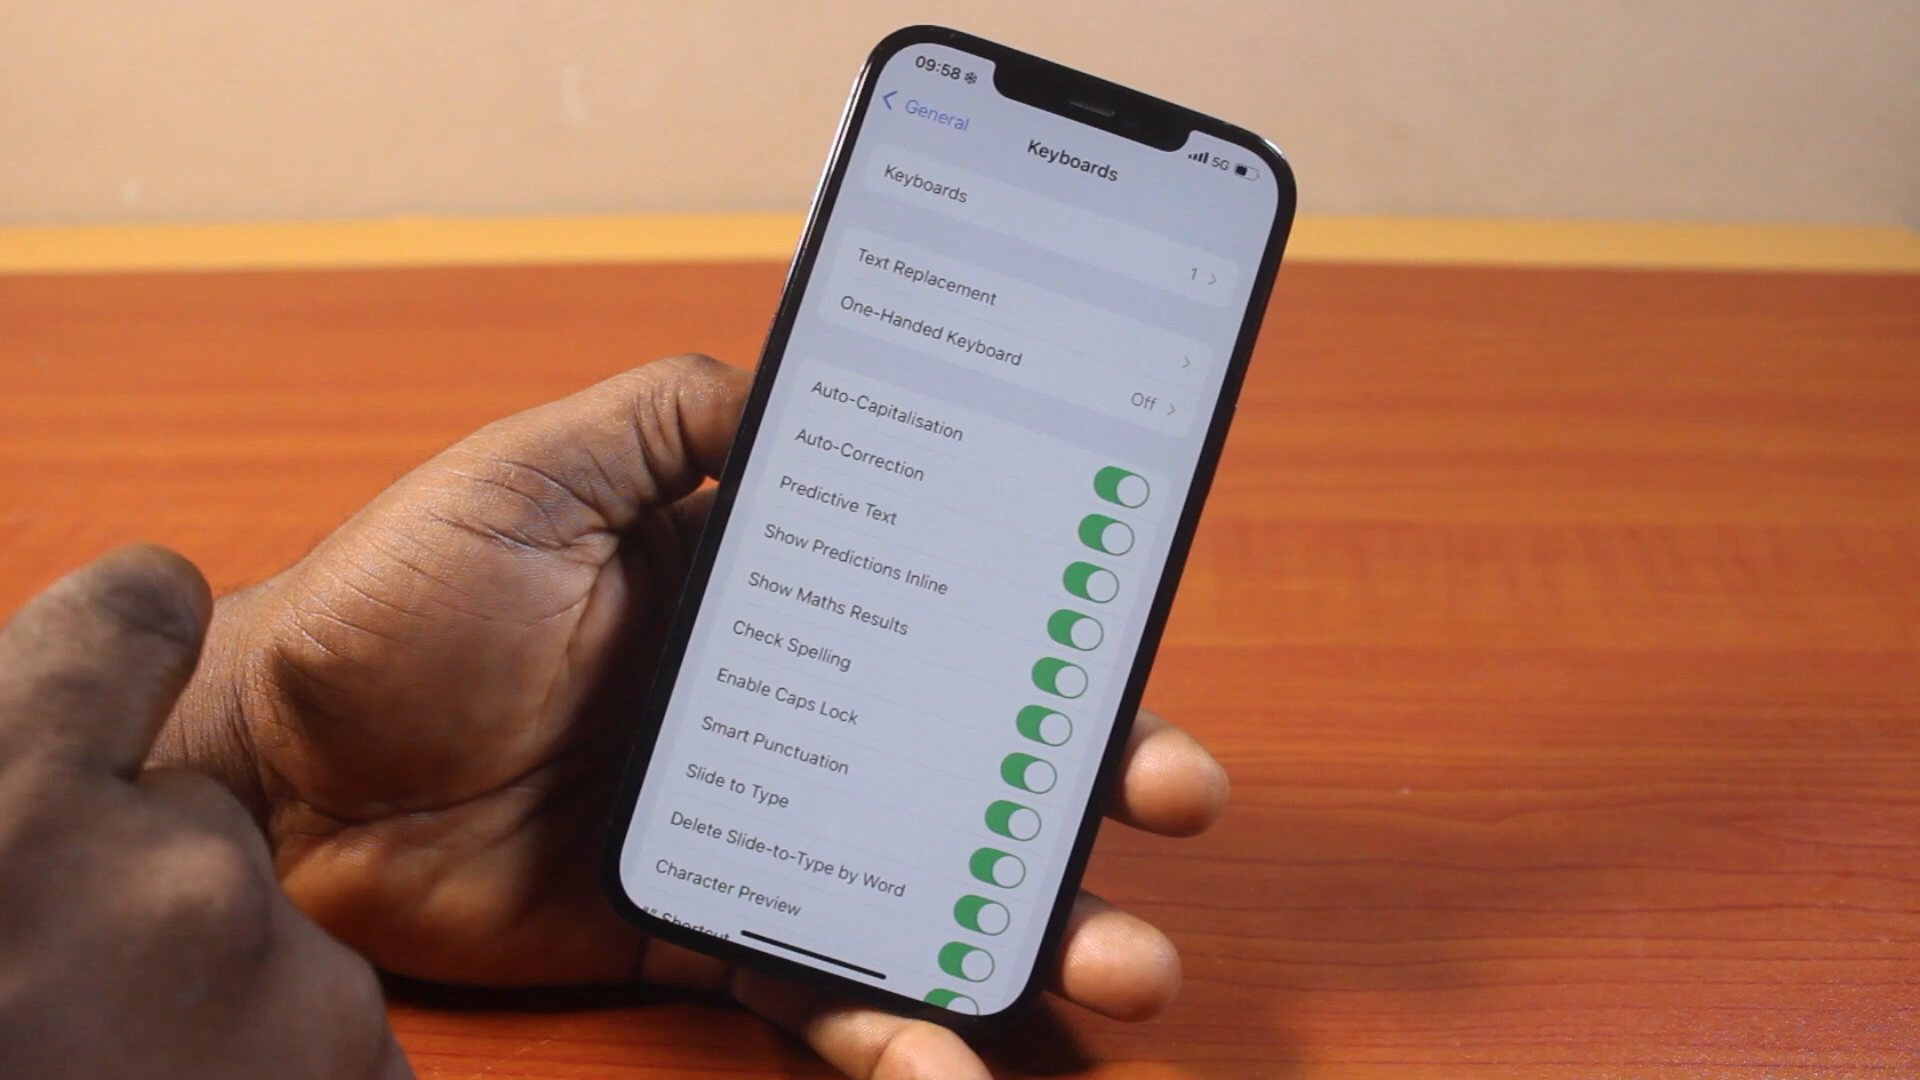 09:58
5G
General
Keyboards
Keyboards 1
Text Replacement
One-Handed Keyboard Off
Auto-Capitalisation
Auto-Correction
Predictive Text
Show Predictions Inline
Show Maths Results
Check Spelling
Enable Caps Lock
Smart Punctuation
Slide to Type
Delete Slide-to-Type by Word
Character Preview
"." Shortcut